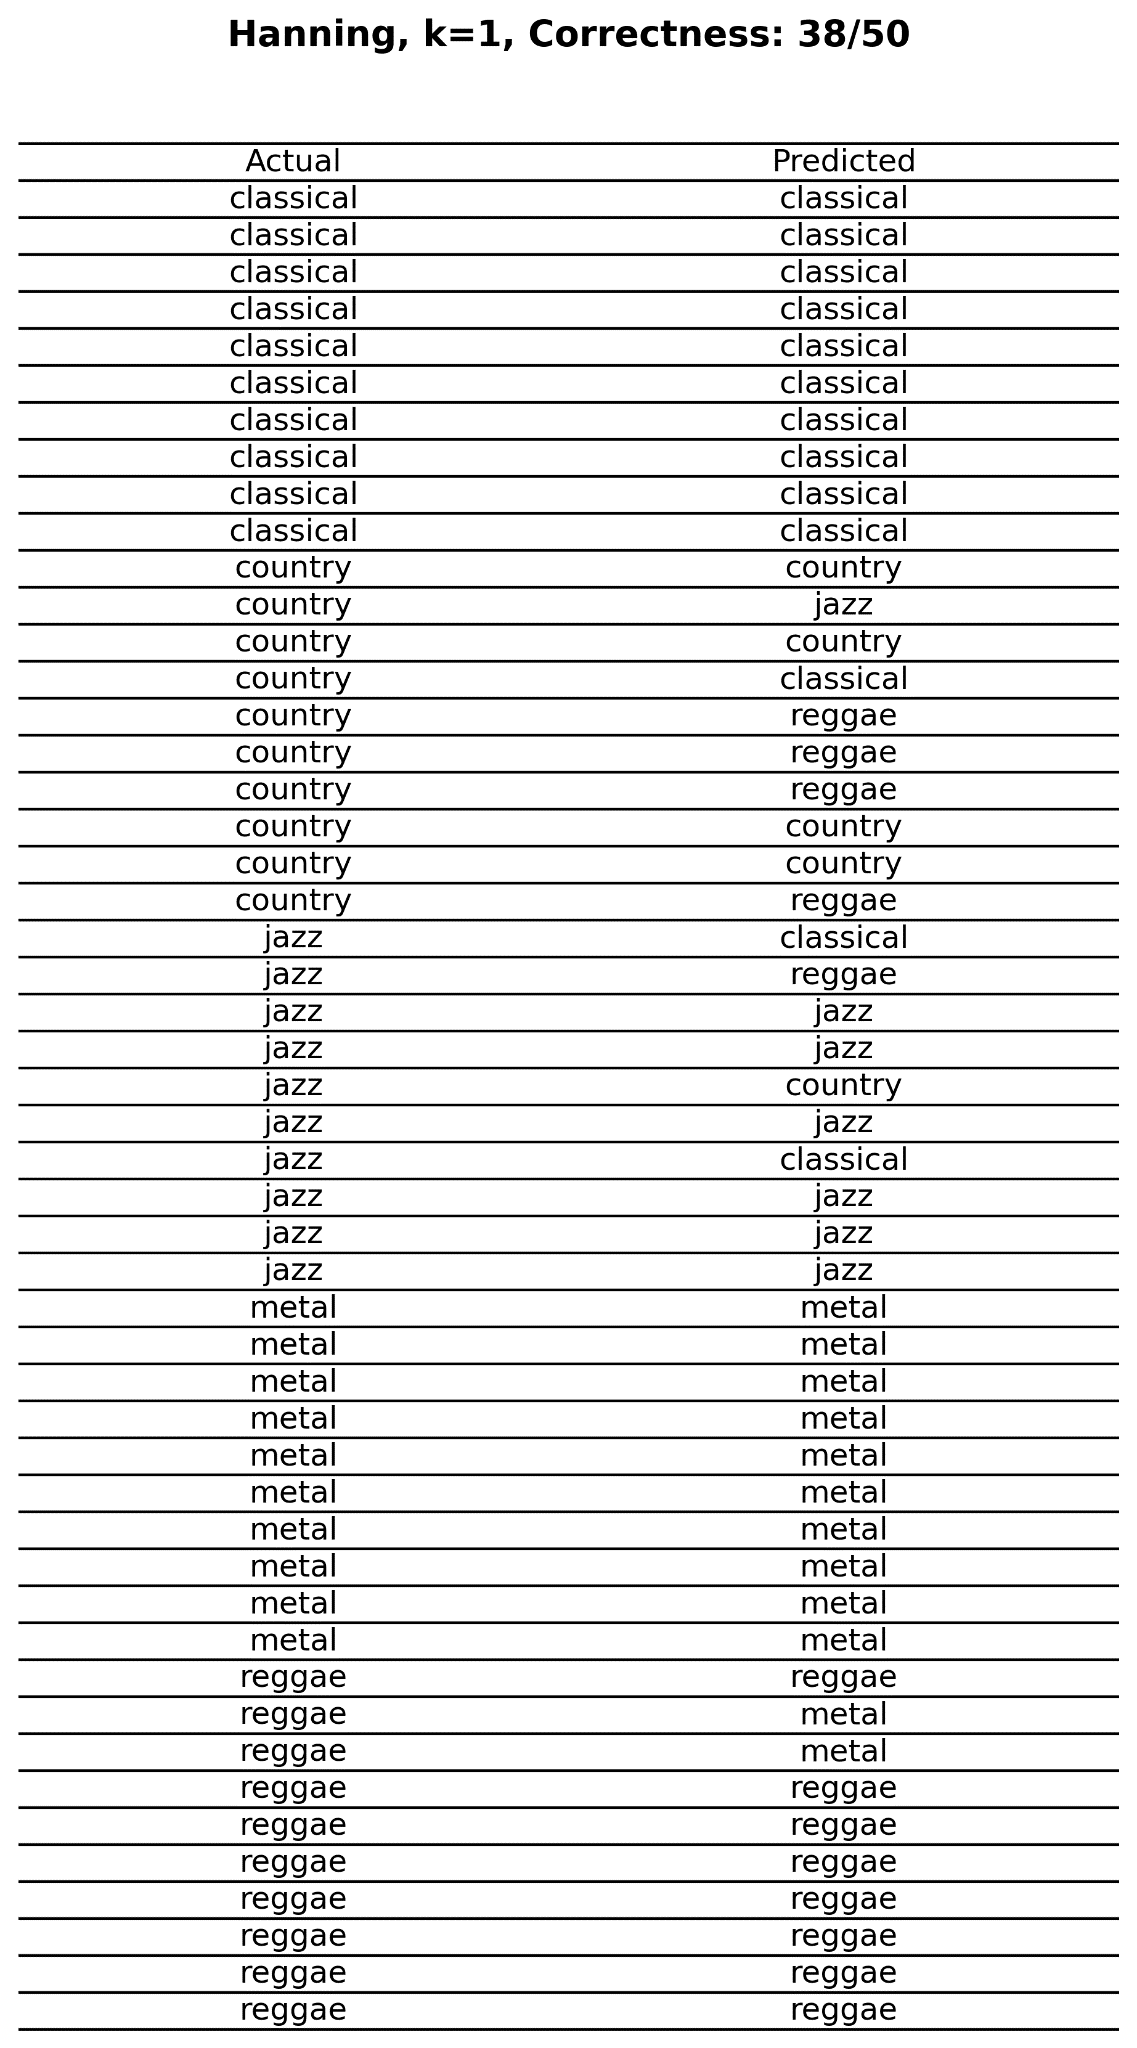 Hanning, k=1, Correctness: 38/50
Actual Predicted
classical classical
classical classical
classical classical
classical classical
classical classical
classical classical
classical classical
classical classical
classical classical
classical classical
country country
country jazz
country country
country classical
country reggae
country reggae
country reggae
country country
country country
country reggae
jazz classical
jazz reggae
jazz jazz
jazz jazz
jazz country
jazz jazz
jazz classical
jazz jazz
jazz jazz
jazz jazz
metal metal
metal metal
metal metal
metal metal
metal metal
metal metal
metal metal
metal metal
metal metal
metal metal
reggae reggae
reggae metal
reggae metal
reggae reggae
reggae reggae
reggae reggae
reggae reggae
reggae reggae
reggae reggae
reggae reggae